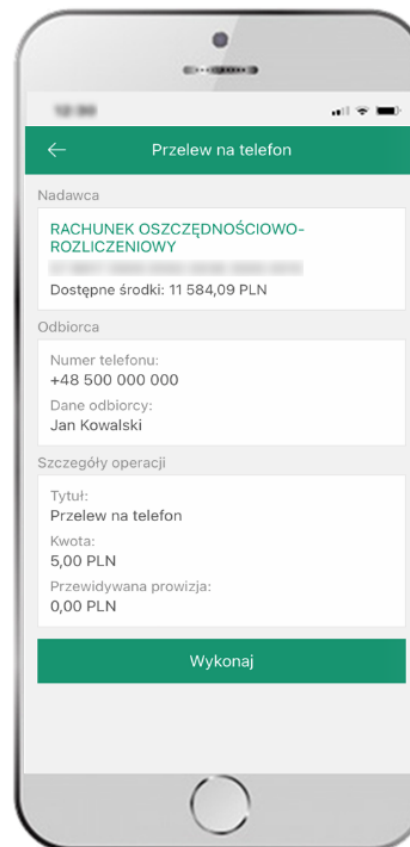 Przelew na telefon
Nadawca
RACHUNEK OSZCZĘDNOŚCIOWO-
ROZLICZENIOWY
Dostępne środki: 11 584,09 PLN
Odbiorca
Numer telefonu:
+48 500 000 000
Dane odbiorcy:
Jan Kowalski
Szczegóły operacji
Tytuł:
Przelew na telefon
Kwota:
5,00 PLN
Przewidywana prowizja:
0,00 PLN
Wykonaj